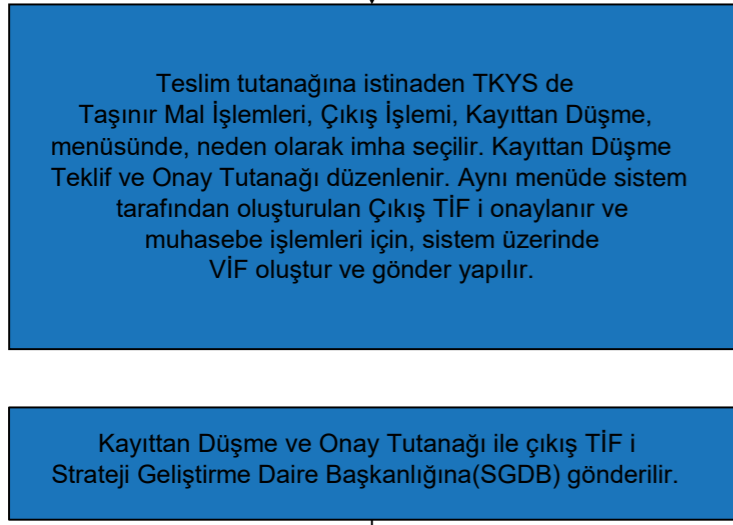 Teslim tutanağına istinaden TKYS de
Taşınır Mal İşlemleri, Çıkış İşlemi, Kayıttan Düşme,
menüsünde, neden olarak imha seçilir. Kayıttan Düşme
Teklif ve Onay Tutanağı düzenlenir. Aynı menüde sistem
tarafından oluşturulan Çıkış TİF i onaylanır ve
muhasebe işlemleri için, sistem üzerinde
VİF oluştur ve gönder yapılır.
Kayıttan Düşme ve Onay Tutanağı ile çıkış TİF i
Strateji Geliştirme Daire Başkanlığına(SGDB) gönderilir.